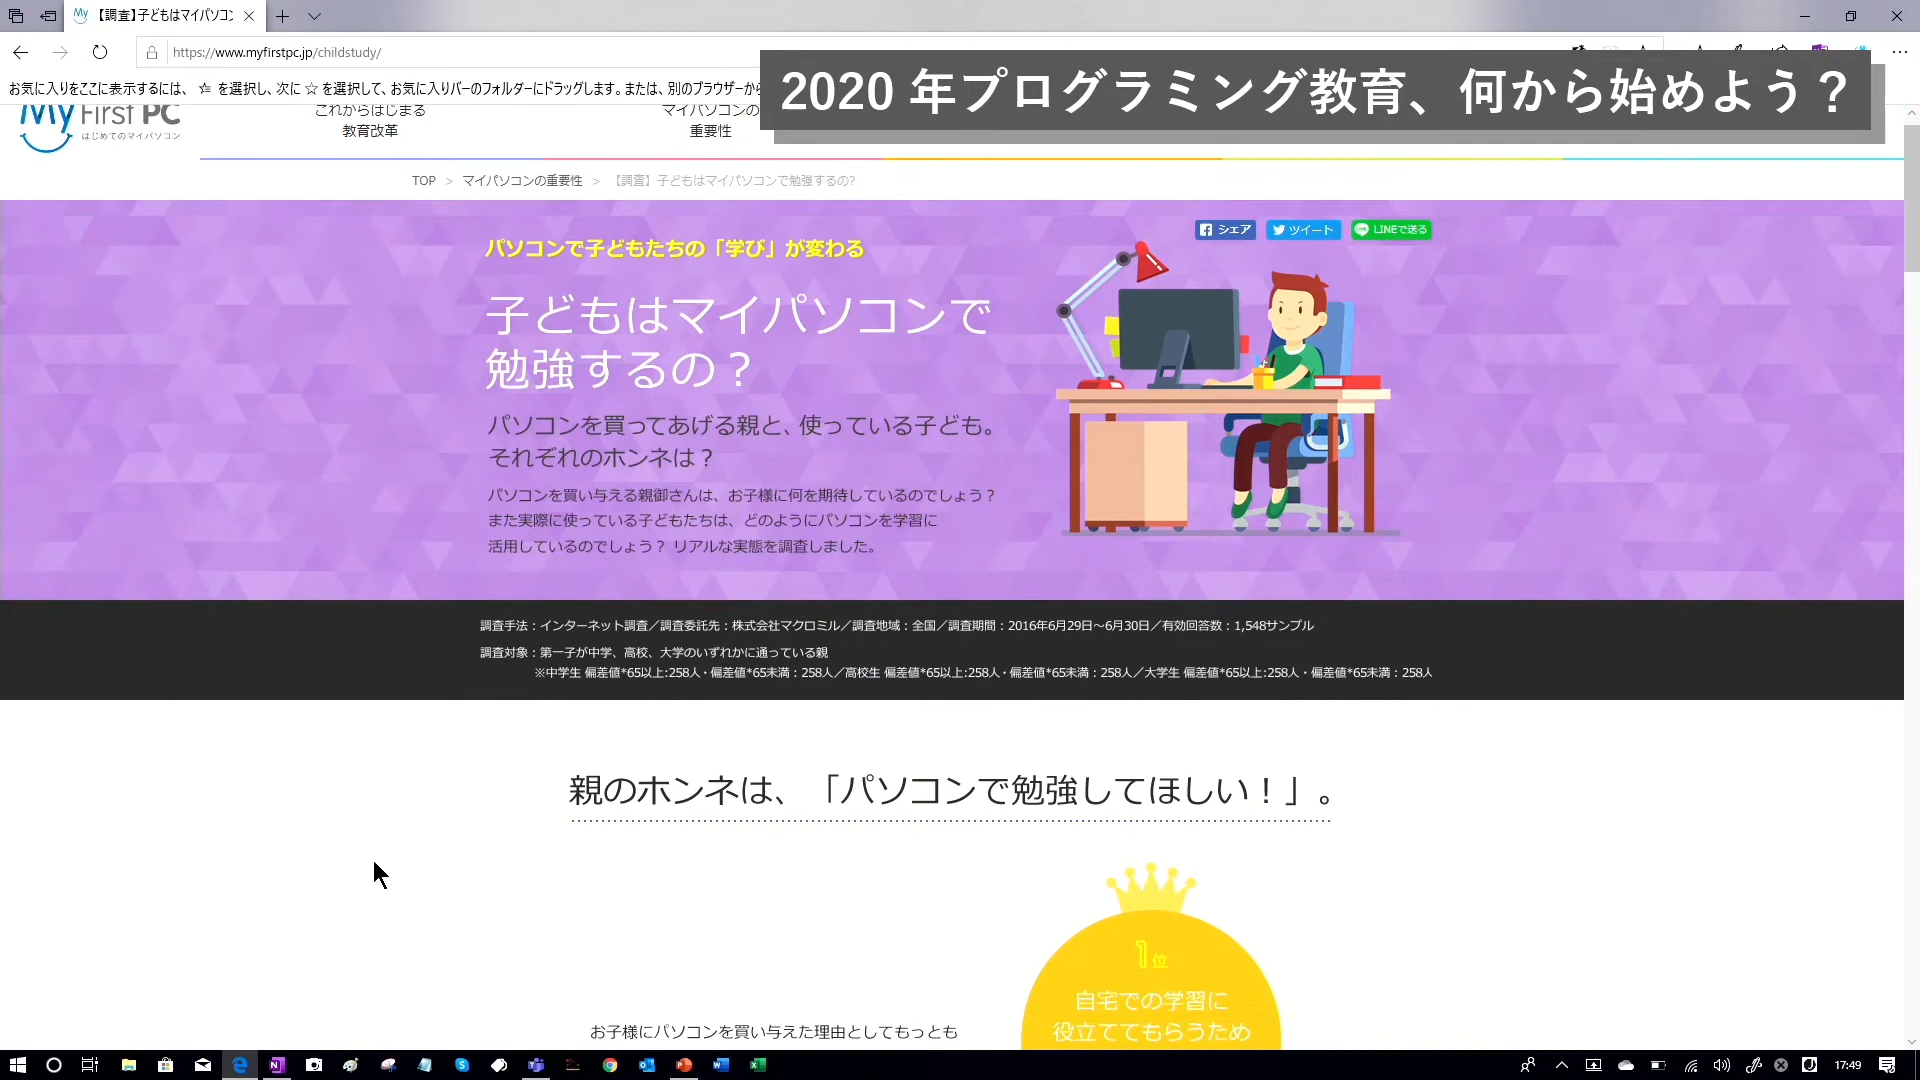 【調査】子どもはマイパソコン
https://www.myfirstpc.jp/childstudy/
2020 年プログラミング教育、何から始めよう？
お気に入りをここに表示するには、☆ を選択し、次に ☆ を選択して、お気に入りバーのフォルダーにドラッグします。または、別のブラウザーから
My First PC
はじめてのマイパソコン
これからはじまる
教育改革
マイパソコンの
重要性
TOP > マイパソコンの重要性 > 【調査】子どもはマイパソコンで勉強するの?
シェア
ツイート
LINEで送る
パソコンで子どもたちの「学び」が変わる
子どもはマイパソコンで
勉強するの？
パソコンを買ってあげる親と、使っている子ども。
それぞれのホンネは？
パソコンを買い与える親御さんは、お子様に何を期待しているのでしょう？
また実際に使っている子どもたちは、どのようにパソコンを学習に
活用しているのでしょう？ リアルな実態を調査しました。
調査手法：インターネット調査／調査委託先：株式会社マクロミル／調査地域：全国／調査期間：2016年6月29日～6月30日／有効回答数：1,548サンプル
調査対象：第一子が中学、高校、大学のいずれかに通っている親
※中学生 偏差値*65以上:258人・偏差値*65未満：258人／高校生 偏差値*65以上:258人・偏差値*65未満：258人／大学生 偏差値*65以上:258人・偏差値*65未満：258人
親のホンネは、「パソコンで勉強してほしい！」。
1位
自宅での学習に
役立ててもらうため
お子様にパソコンを買い与えた理由としてもっとも
17:49